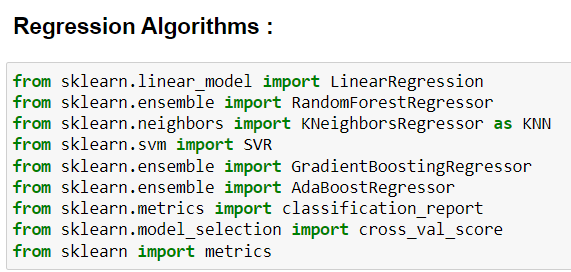 Regression Algorithms :
from sklearn.linear_model import LinearRegression
from sklearn.ensemble import RandomForestRegressor
from sklearn.neighbors import KNeighborsRegressor as KNN
from sklearn.svm import SVR
from sklearn.ensemble import GradientBoostingRegressor
from sklearn.ensemble import AdaBoostRegressor
from sklearn.metrics import classification_report
from sklearn.model_selection import cross_val_score
from sklearn import metrics